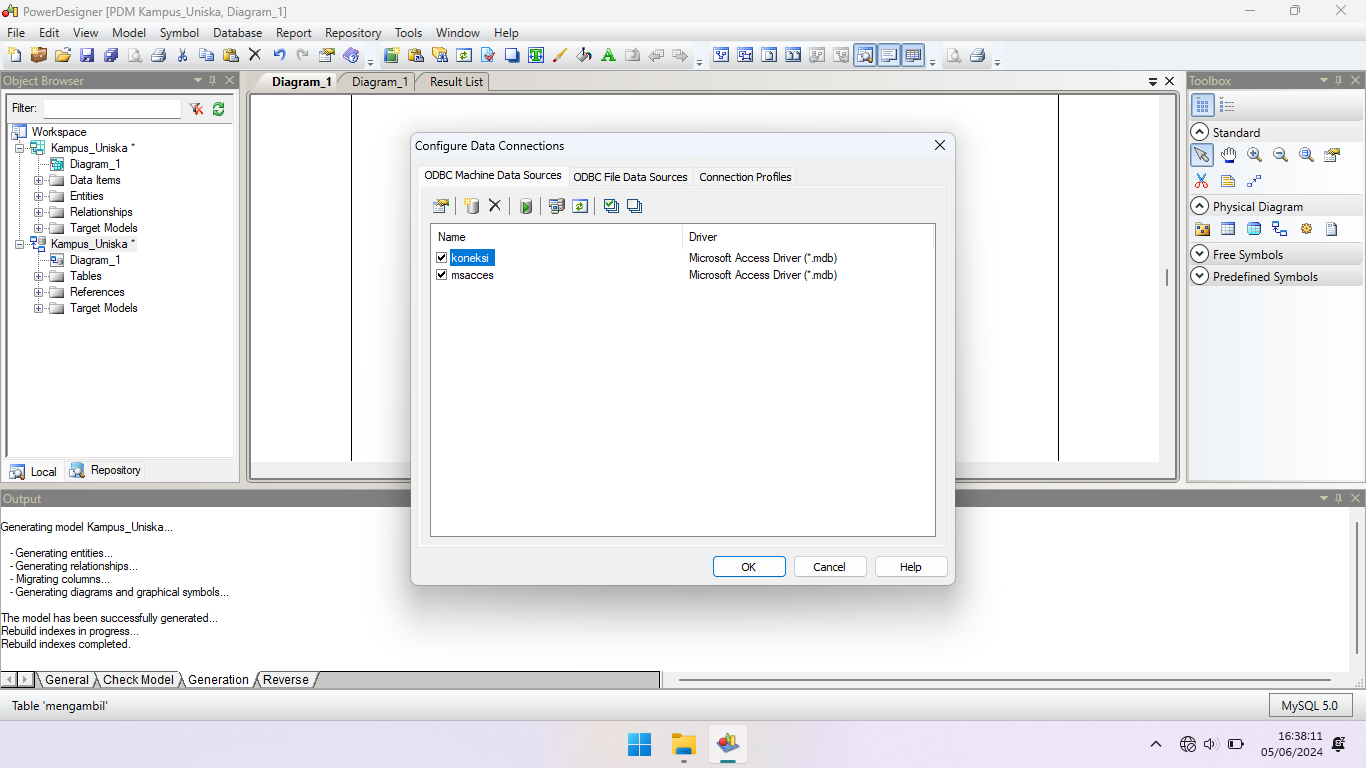 PowerDesigner [PDM Kampus_Uniska, Diagram_1]
File Edit View Model Symbol Database Report Repository Tools Window Help
Object Browser
Filter:
Workspace
Kampus_Uniska *
Diagram_1
Data Items
Entities
Relationships
Target Models
Kampus_Uniska *
Diagram_1
Tables
References
Target Models
Local Repository
Diagram_1 Diagram_1 Result List
Configure Data Connections
ODBC Machine Data Sources ODBC File Data Sources Connection Profiles
Name Driver
koneksi Microsoft Access Driver (*.mdb)
msacces Microsoft Access Driver (*.mdb)
OK Cancel Help
Toolbox
Standard
Physical Diagram
Free Symbols
Predefined Symbols
Output
Generating model Kampus_Uniska...
- Generating entities...
- Generating relationships...
- Migrating columns...
- Generating diagrams and graphical symbols...
The model has been successfully generated...
Rebuild indexes in progress...
Rebuild indexes completed.
General Check Model Generation Reverse
Table 'mengambil' MySQL 5.0
16:38:11
05/06/2024